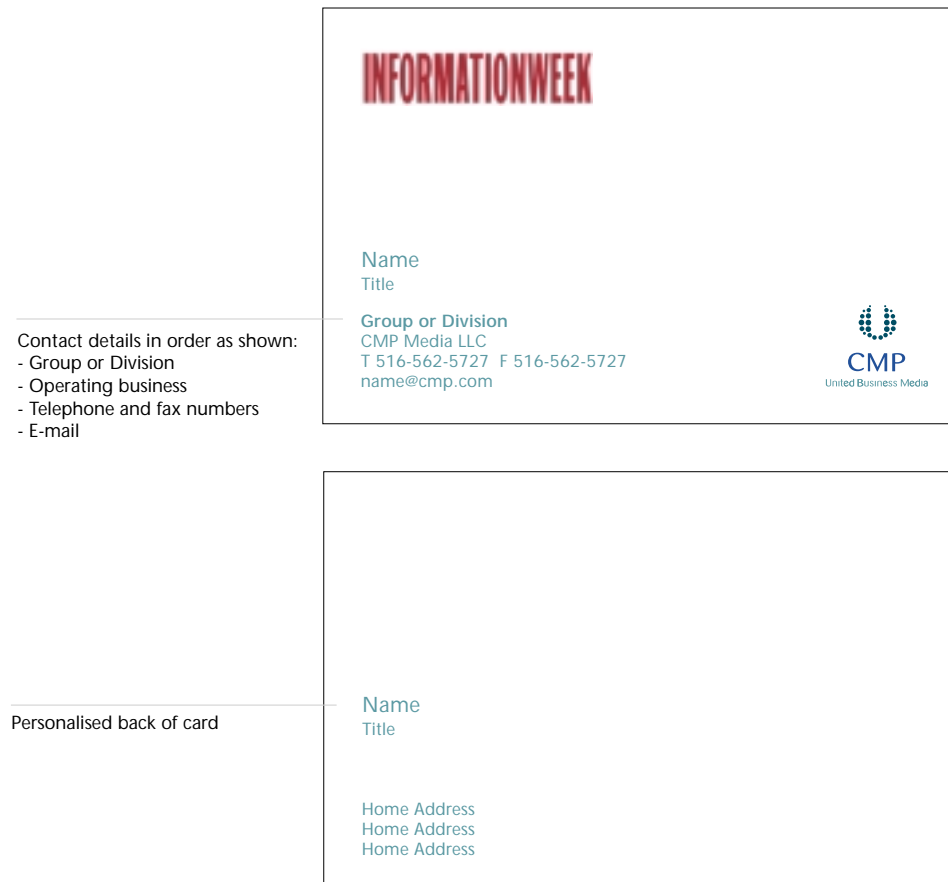 INFORMATIONWEEK
Name
Title
Contact details in order as shown:
- Group or Division
- Operating business
- Telephone and fax numbers
- E-mail
Group or Division
CMP Media LLC
T 516-562-5727 F 516-562-5727
name@cmp.com
CMP
United Business Media
Personalised back of card
Name
Title
Home Address
Home Address
Home Address